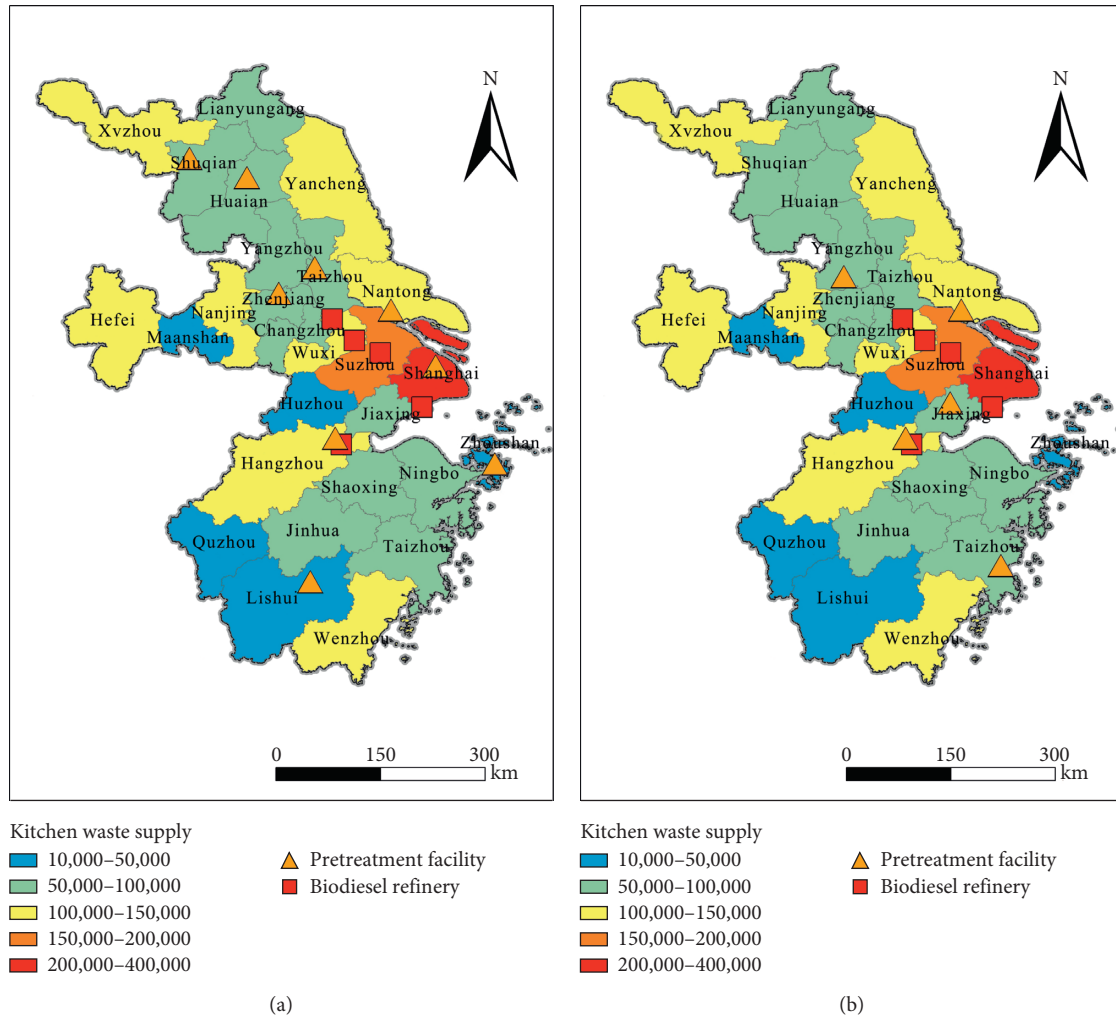 N
Lianyungang
Xvzhou
Shuqian
Yancheng
Huaian
Yangzhou
Taizhou
Zhenjiang
Nantong
Hefei
Nanjing
Maanshan
Changzhou
Wuxi
Suzhou
Shanghai
Huzhou
Jiaxing
Zhoushan
Hangzhou
Ningbo
Shaoxing
Jinhua
Quzhou
Taizhou
Lishui
Wenzhou
0 150 300
km
Kitchen waste supply
10,000–50,000
50,000–100,000
100,000–150,000
150,000–200,000
200,000–400,000
Pretreatment facility
Biodiesel refinery
(a)
N
Lianyungang
Xvzhou
Shuqian
Yancheng
Huaian
Yangzhou
Taizhou
Zhenjiang
Nantong
Hefei
Nanjing
Maanshan
Changzhou
Wuxi
Suzhou
Shanghai
Huzhou
Jiaxing
Zhoushan
Hangzhou
Ningbo
Shaoxing
Jinhua
Quzhou
Taizhou
Lishui
Wenzhou
0 150 300
km
Kitchen waste supply
10,000–50,000
50,000–100,000
100,000–150,000
150,000–200,000
200,000–400,000
Pretreatment facility
Biodiesel refinery
(b)